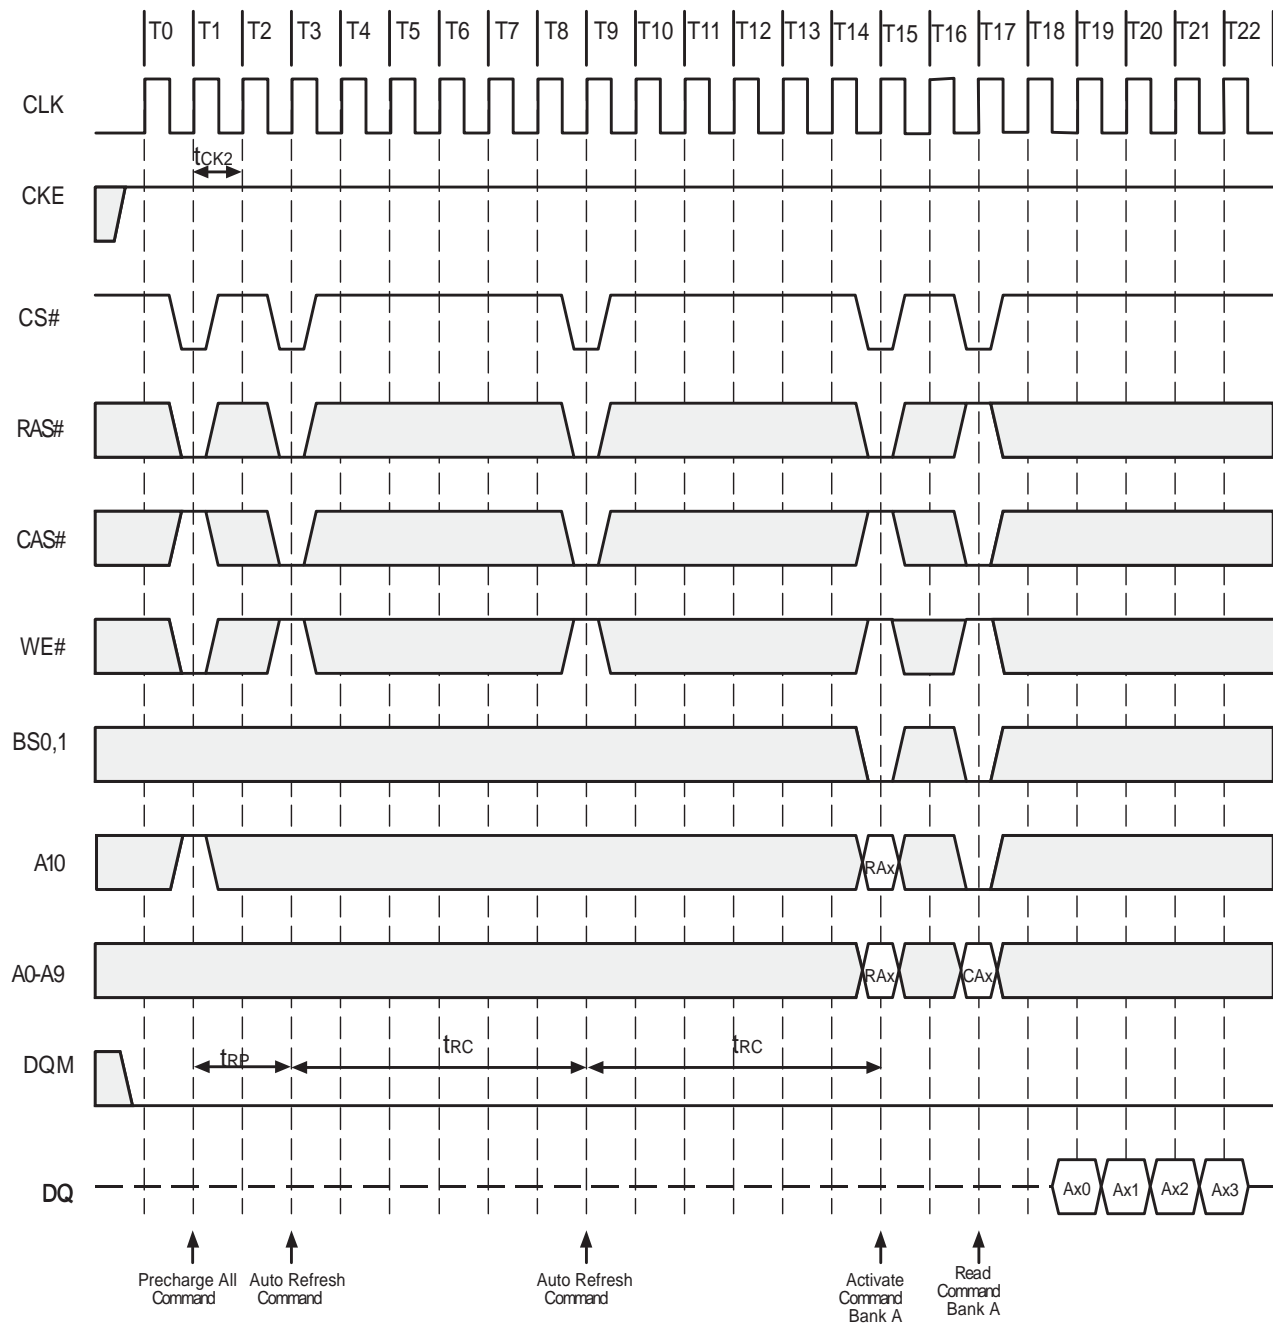 T0 T1 T2 T3 T4 T5 T6 T7 T8 T9 T10 T11 T12 T13 T14 T15 T16 T17 T18 T19 T20 T21 T22
CLK
tCK2
CKE
CS#
RAS#
CAS#
WE#
BS0,1
A10
RAx
A0-A9
RAx CAx
DQM
tRP tRC tRC
DQ
Ax0 Ax1 Ax2 Ax3
Precharge All
Command
Auto Refresh
Command
Auto Refresh
Command
Activate
Command
Bank A
Read
Command
Bank A